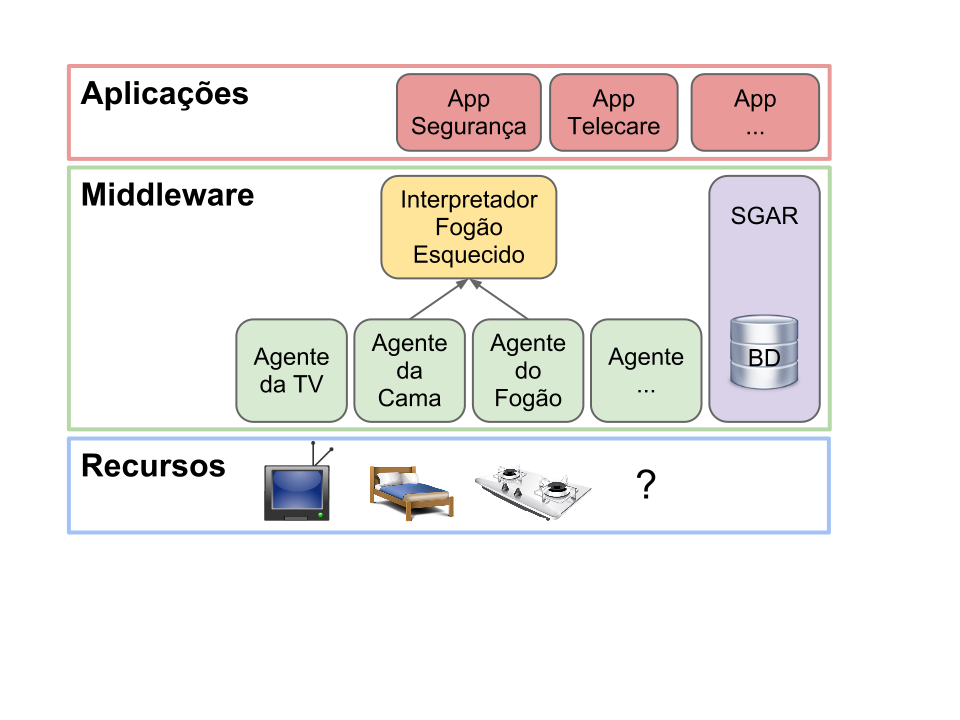 Aplicações
App
Segurança
App
Telecare
App
...
Middleware
Interpretador
Fogão
Esquecido
SGAR
Agente
da TV
Agente
da
Cama
Agente
do
Fogão
Agente
...
BD
Recursos
?